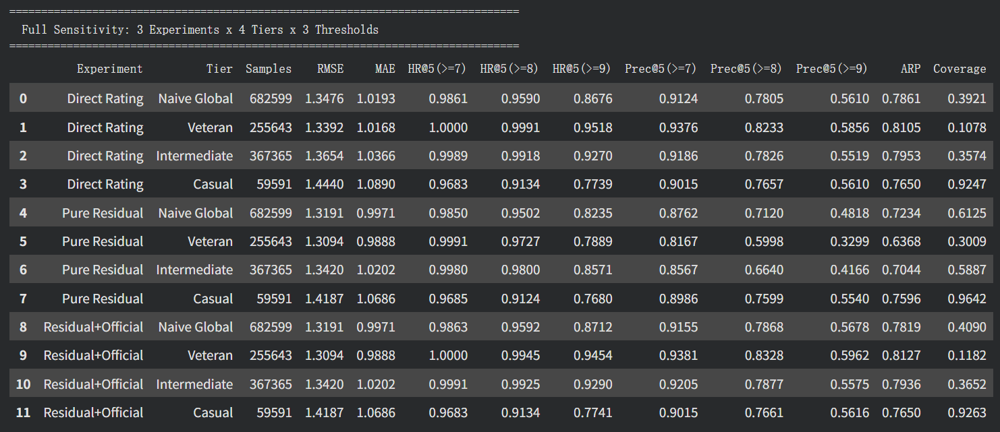 ================================================================================
Full Sensitivity: 3 Experiments x 4 Tiers x 3 Thresholds
================================================================================
Experiment Tier Samples RMSE MAE HR@5(>=7) HR@5(>=8) HR@5(>=9) Prec@5(>=7) Prec@5(>=8) Prec@5(>=9) ARP Coverage
0 Direct Rating Naive Global 682599 1.3476 1.0193 0.9861 0.9590 0.8676 0.9124 0.7805 0.5610 0.7861 0.3921
1 Direct Rating Veteran 255643 1.3392 1.0168 1.0000 0.9991 0.9518 0.9376 0.8233 0.5856 0.8105 0.1078
2 Direct Rating Intermediate 367365 1.3654 1.0366 0.9989 0.9918 0.9270 0.9186 0.7826 0.5519 0.7953 0.3574
3 Direct Rating Casual 59591 1.4440 1.0890 0.9683 0.9134 0.7739 0.9015 0.7657 0.5610 0.7650 0.9247
4 Pure Residual Naive Global 682599 1.3191 0.9971 0.9850 0.9502 0.8235 0.8762 0.7120 0.4818 0.7234 0.6125
5 Pure Residual Veteran 255643 1.3094 0.9888 0.9991 0.9727 0.7889 0.8167 0.5998 0.3299 0.6368 0.3009
6 Pure Residual Intermediate 367365 1.3420 1.0202 0.9980 0.9800 0.8571 0.8567 0.6640 0.4166 0.7044 0.5887
7 Pure Residual Casual 59591 1.4187 1.0686 0.9685 0.9124 0.7680 0.8986 0.7599 0.5540 0.7596 0.9642
8 Residual+Official Naive Global 682599 1.3191 0.9971 0.9863 0.9592 0.8712 0.9155 0.7868 0.5678 0.7819 0.4090
9 Residual+Official Veteran 255643 1.3094 0.9888 1.0000 0.9945 0.9454 0.9381 0.8328 0.5962 0.8127 0.1182
10 Residual+Official Intermediate 367365 1.3420 1.0202 0.9991 0.9925 0.9290 0.9205 0.7877 0.5575 0.7936 0.3652
11 Residual+Official Casual 59591 1.4187 1.0686 0.9683 0.9134 0.7741 0.9015 0.7661 0.5616 0.7650 0.9263